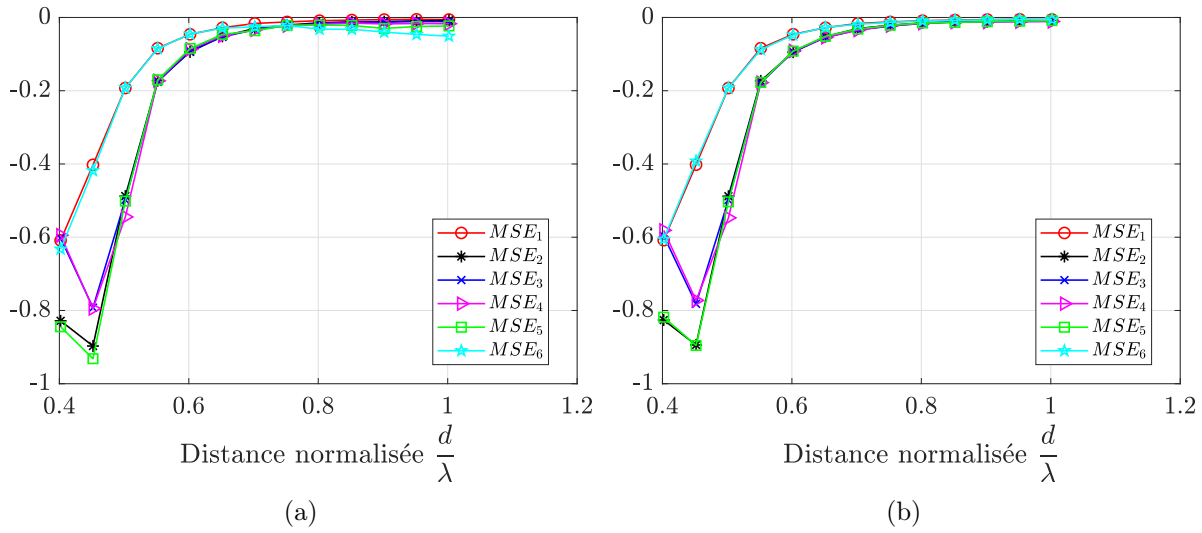 0
-0.2
-0.4
-0.6
-0.8
-1
0.4 0.6 0.8 1 1.2
MSE₁
MSE₂
MSE₃
MSE₄
MSE₅
MSE₆
Distance normalisée d/λ
(a)
0
-0.2
-0.4
-0.6
-0.8
-1
0.4 0.6 0.8 1 1.2
MSE₁
MSE₂
MSE₃
MSE₄
MSE₅
MSE₆
Distance normalisée d/λ
(b)